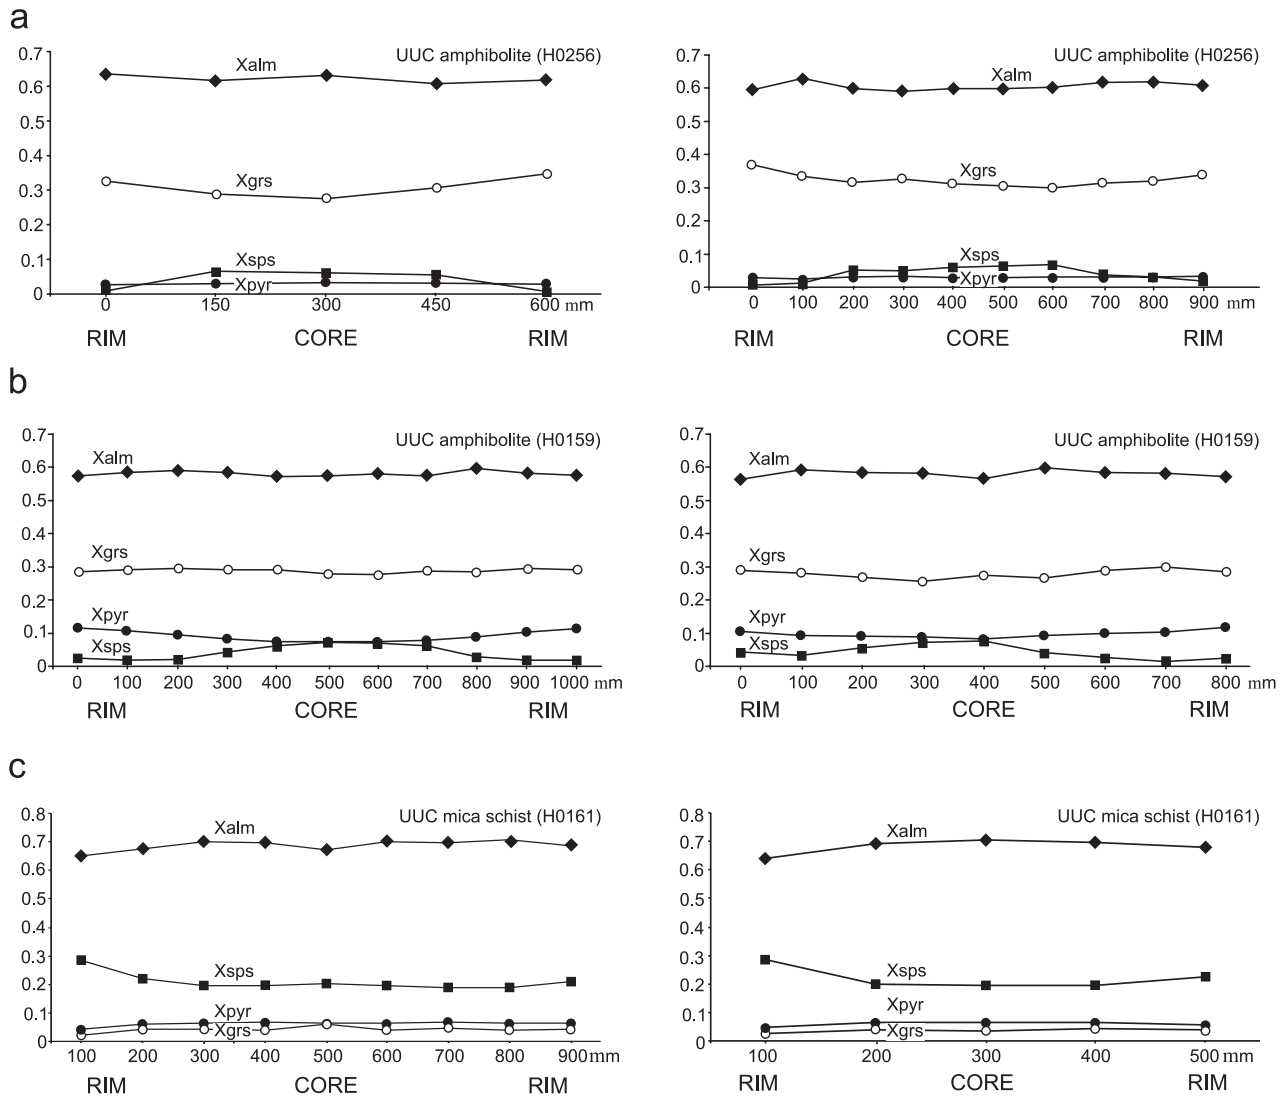 a
UUC amphibolite (H0256)
0.7
0.6
0.5
0.4
0.3
0.2
0.1
0
Xalm
Xgrs
Xsps
Xpyr
0 150 300 450 600 mm
RIM CORE RIM
UUC amphibolite (H0256)
0.7
0.6
0.5
0.4
0.3
0.2
0.1
0
Xalm
Xgrs
Xsps
Xpyr
0 100 200 300 400 500 600 700 800 900 mm
RIM CORE RIM
b
UUC amphibolite (H0159)
0.7
0.6
0.5
0.4
0.3
0.2
0.1
0
Xalm
Xgrs
Xpyr
Xsps
0 100 200 300 400 500 600 700 800 900 1000 mm
RIM CORE RIM
UUC amphibolite (H0159)
0.7
0.6
0.5
0.4
0.3
0.2
0.1
0
Xalm
Xgrs
Xpyr
Xsps
0 100 200 300 400 500 600 700 800 mm
RIM CORE RIM
c
UUC mica schist (H0161)
0.8
0.7
0.6
0.5
0.4
0.3
0.2
0.1
0
Xalm
Xsps
Xpyr
Xgrs
100 200 300 400 500 600 700 800 900 mm
RIM CORE RIM
UUC mica schist (H0161)
0.8
0.7
0.6
0.5
0.4
0.3
0.2
0.1
0
Xalm
Xsps
Xpyr
Xgrs
100 200 300 400 500 mm
RIM CORE RIM